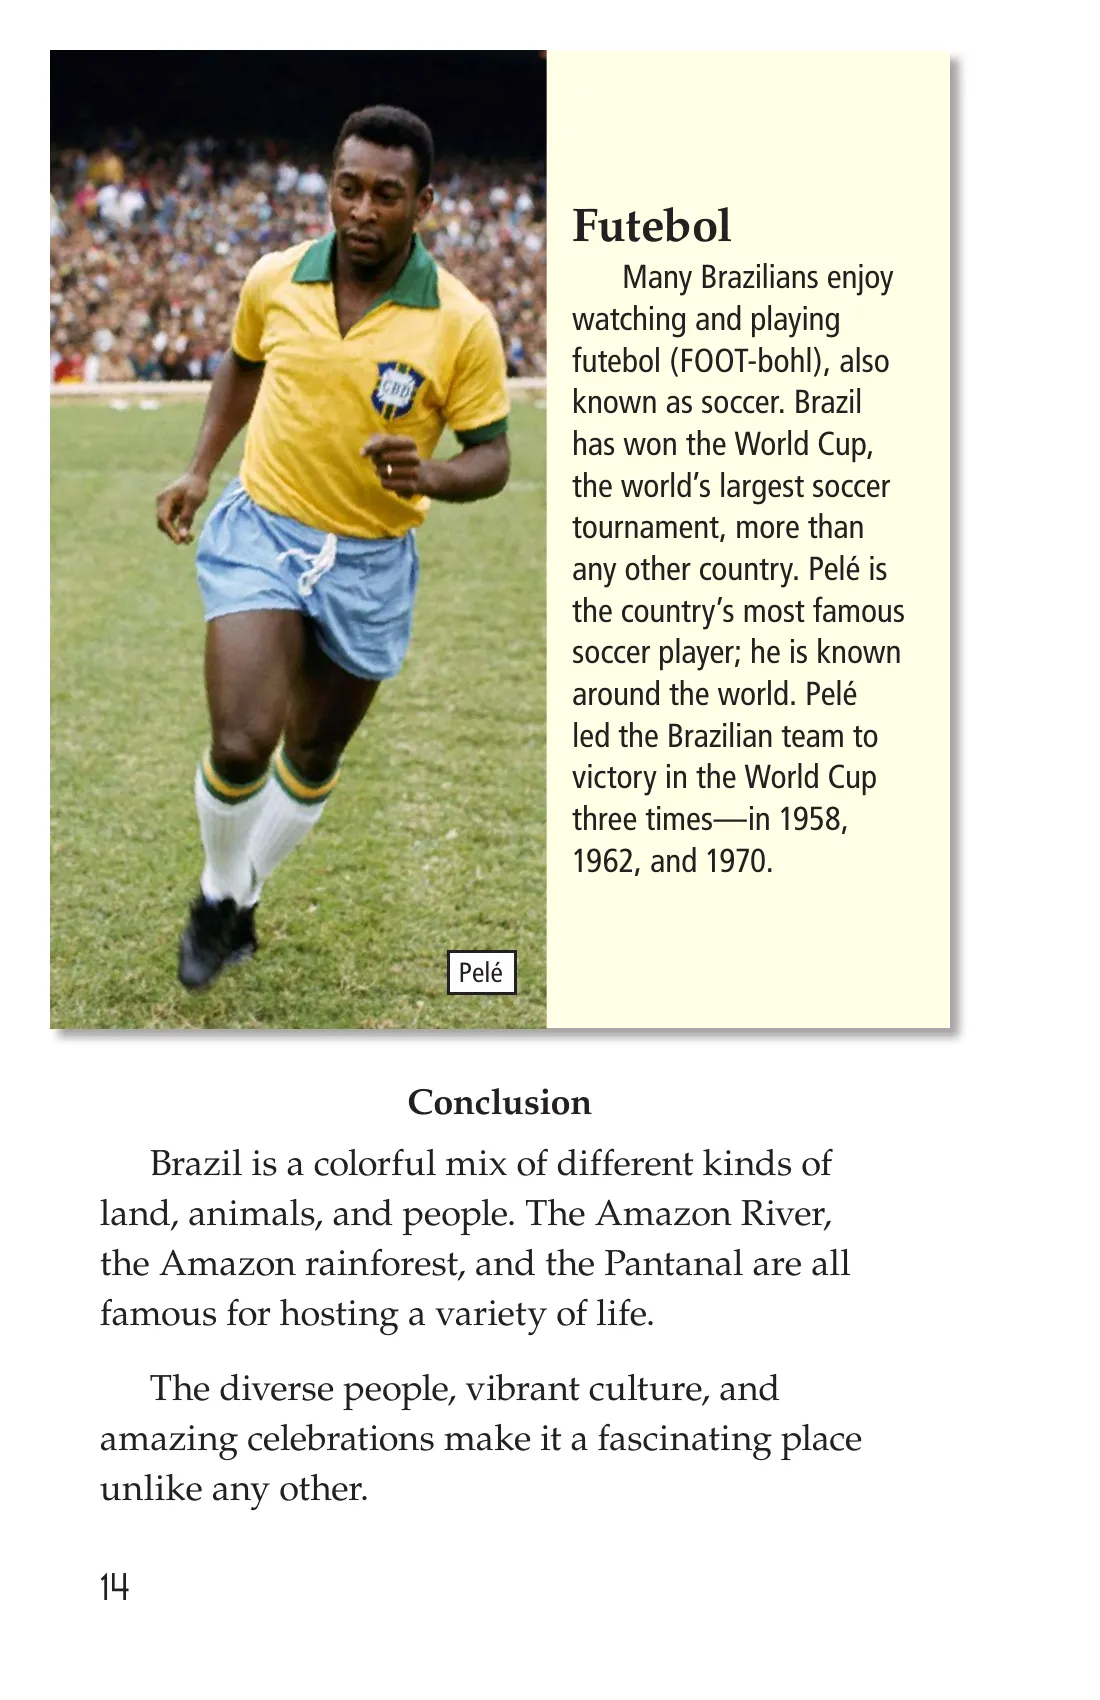 CBD
Pelé
Futebol
Many Brazilians enjoy
watching and playing
futebol (FOOT-bohl), also
known as soccer. Brazil
has won the World Cup,
the world’s largest soccer
tournament, more than
any other country. Pelé is
the country’s most famous
soccer player; he is known
around the world. Pelé
led the Brazilian team to
victory in the World Cup
three times—in 1958,
1962, and 1970.
Conclusion
Brazil is a colorful mix of different kinds of
land, animals, and people. The Amazon River,
the Amazon rainforest, and the Pantanal are all
famous for hosting a variety of life.
The diverse people, vibrant culture, and
amazing celebrations make it a fascinating place
unlike any other.
14